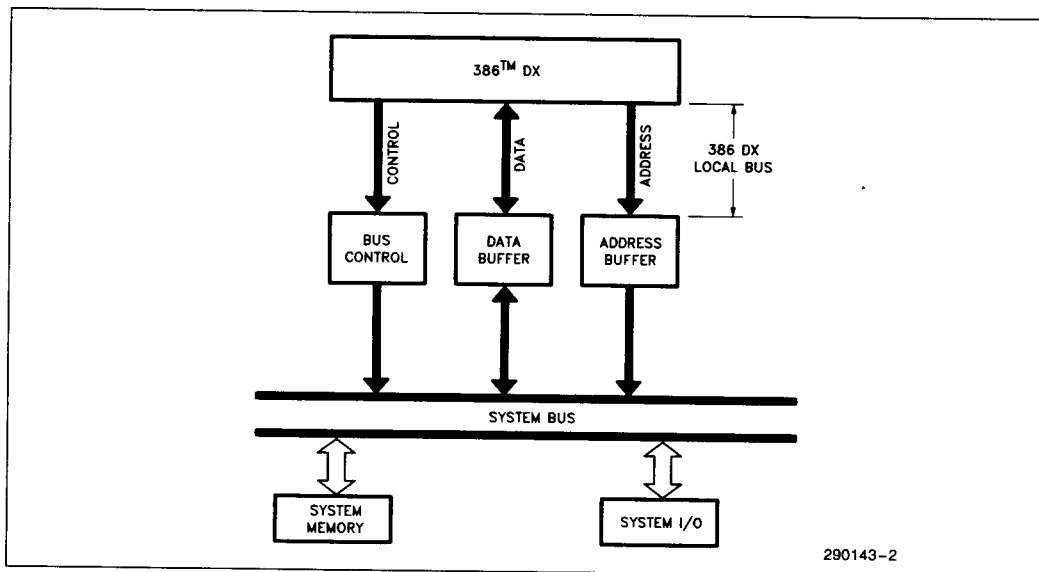 386™ DX
CONTROL
DATA
ADDRESS
386 DX
LOCAL BUS
BUS
CONTROL
DATA
BUFFER
ADDRESS
BUFFER
SYSTEM BUS
SYSTEM
MEMORY
SYSTEM I/O
290143-2